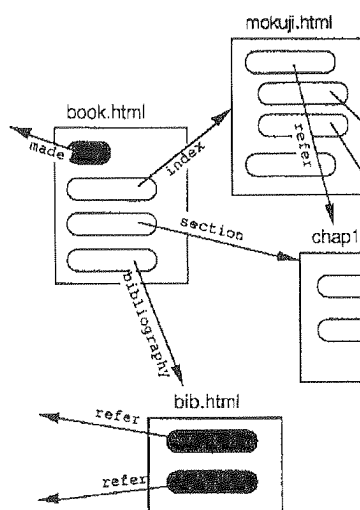 mokuji.html
book.html
made
index
refer
section
chap1
bibliography
bib.html
refer
refer